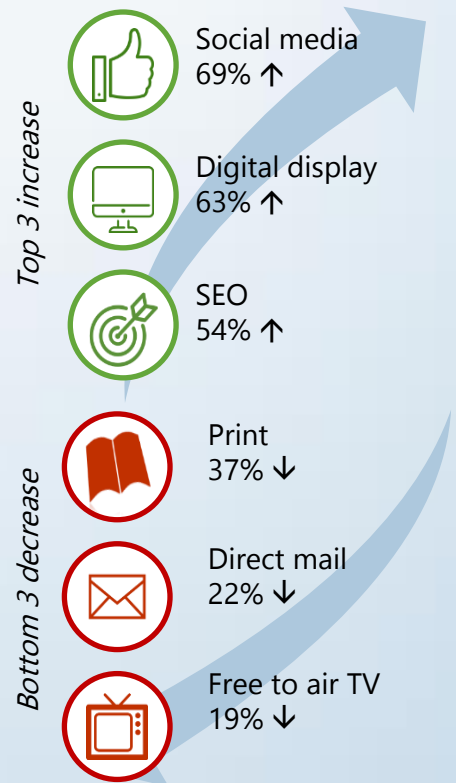 Top 3 increase
Social media
69% ↑
Digital display
63% ↑
SEO
54% ↑
Bottom 3 decrease
Print
37% ↓
Direct mail
22% ↓
Free to air TV
19% ↓